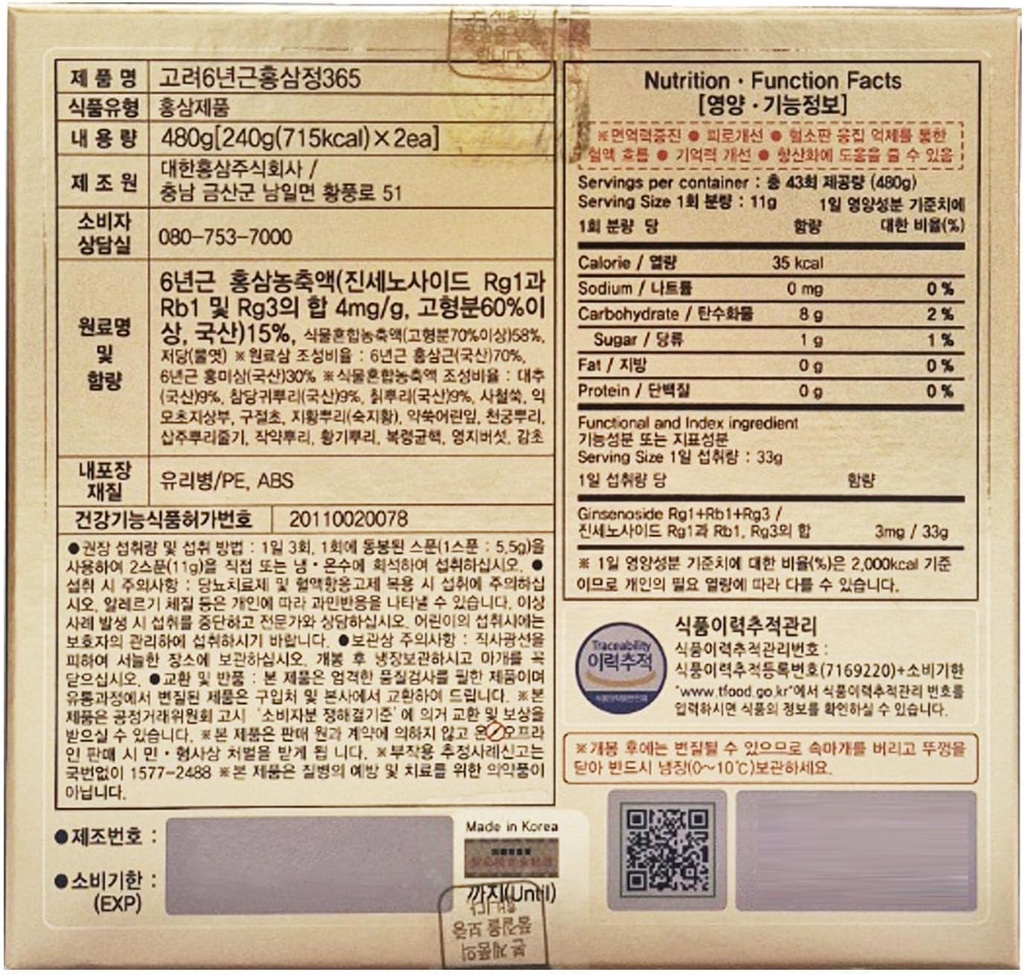 본 제품의
품질을 보증
합니다
제 품 명 고려6년근홍삼정365
식품유형 홍삼제품
내 용 량 480g[240g(715kcal)×2ea]
제 조 원 대한홍삼주식회사 /
충남 금산군 남일면 황풍로 51
소비자
상담실 080-753-7000
원료명
및
함량
6년근 홍삼농축액(진세노사이드 Rg1과
Rb1 및 Rg3의 합 4mg/g, 고형분60%이
상, 국산)15%, 식물혼합농축액(고형분70%이상)58%,
저당(물엿) ※원료삼 조성비율 : 6년근 홍삼근(국산)70%,
6년근 홍미삼(국산)30% ※식물혼합농축액 조성비율 : 대추
(국산)9%, 참당귀뿌리(국산)9%, 칡뿌리(국산)9%, 사철쑥, 익
모초지상부, 구절초, 지황뿌리(숙지황), 약쑥어린잎, 천궁뿌리,
삽주뿌리줄기, 작약뿌리, 황기뿌리, 복령균핵, 영지버섯, 감초
내포장
재질 유리병/PE, ABS
건강기능식품허가번호 20110020078
●권장 섭취량 및 섭취 방법 : 1일 3회, 1회에 동봉된 스푼(1스푼 : 5.5g)을
사용하여 2스푼(11g)을 직접 또는 냉·온수에 희석하여 섭취하십시오. ●
섭취 시 주의사항 : 당뇨치료제 및 혈액항응고제 복용 시 섭취에 주의하십
시오. 알레르기 체질 등은 개인에 따라 과민반응을 나타낼 수 있습니다. 이상
사례 발생 시 섭취를 중단하고 전문가와 상담하십시오. 어린이의 섭취시에는
보호자의 관리하에 섭취하시기 바랍니다. ●보관상 주의사항 : 직사광선을
피하여 서늘한 장소에 보관하십시오. 개봉 후 냉장보관하시고 마개를 꼭
닫으십시오. ●교환 및 반품 : 본 제품은 엄격한 품질검사를 필한 제품이며
유통과정에서 변질된 제품은 구입처 및 본사에서 교환하여 드립니다. ※본
제품은 공정거래위원회 고시 '소비자분쟁해결기준'에 의거 교환 및 보상을
받으실 수 있습니다. ※본 제품은 판매 원과 계약에 의하지 않고 온 오프라
인 판매 시 민·형사상 처벌을 받게 됩 니다. ※부작용 추정사례신고는
국번없이 1577-2488 ※본 제품은 질병의 예방 및 치료를 위한 의약품이
아닙니다.
●제조번호 :
●소비기한 :
(EXP)
Made in Korea
까지(Until)
본 제품의
품질을 보증
합니다
Nutrition · Function Facts
[영양·기능정보]
※면역력증진 ● 피로개선 ● 혈소판 응집 억제를 통한
혈액 흐름 ● 기억력 개선 ● 항산화에 도움을 줄 수 있음
Servings per container : 총 43회 제공량 (480g)
Serving Size 1회 분량 : 11g 1일 영양성분 기준치에
1회 분량 당 함량 대한 비율(%)
Calorie / 열량 35 kcal
Sodium / 나트륨 0 mg 0 %
Carbohydrate / 탄수화물 8 g 2 %
Sugar / 당류 1 g 1 %
Fat / 지방 0 g 0 %
Protein / 단백질 0 g 0 %
Functional and Index ingredient
기능성분 또는 지표성분
Serving Size 1일 섭취량 : 33g
1일 섭취량 당 함량
Ginsenoside Rg1+Rb1+Rg3 /
진세노사이드 Rg1과 Rb1, Rg3의 합 3mg / 33g
※ 1일 영양성분 기준치에 대한 비율(%)은 2,000kcal 기준
이므로 개인의 필요 열량에 따라 다를 수 있습니다.
Traceability
이력추적
식품의약품안전처
식품이력추적관리
식품이력추적관리번호 :
식품이력추적등록번호(7169220)+소비기한
"www.tfood.go.kr"에서 식품이력추적관리 번호를
입력하시면 식품의 정보를 확인하실 수 있습니다.
※개봉 후에는 변질될 수 있으므로 속마개를 버리고 뚜껑을
닫아 반드시 냉장(0~10℃)보관하세요.